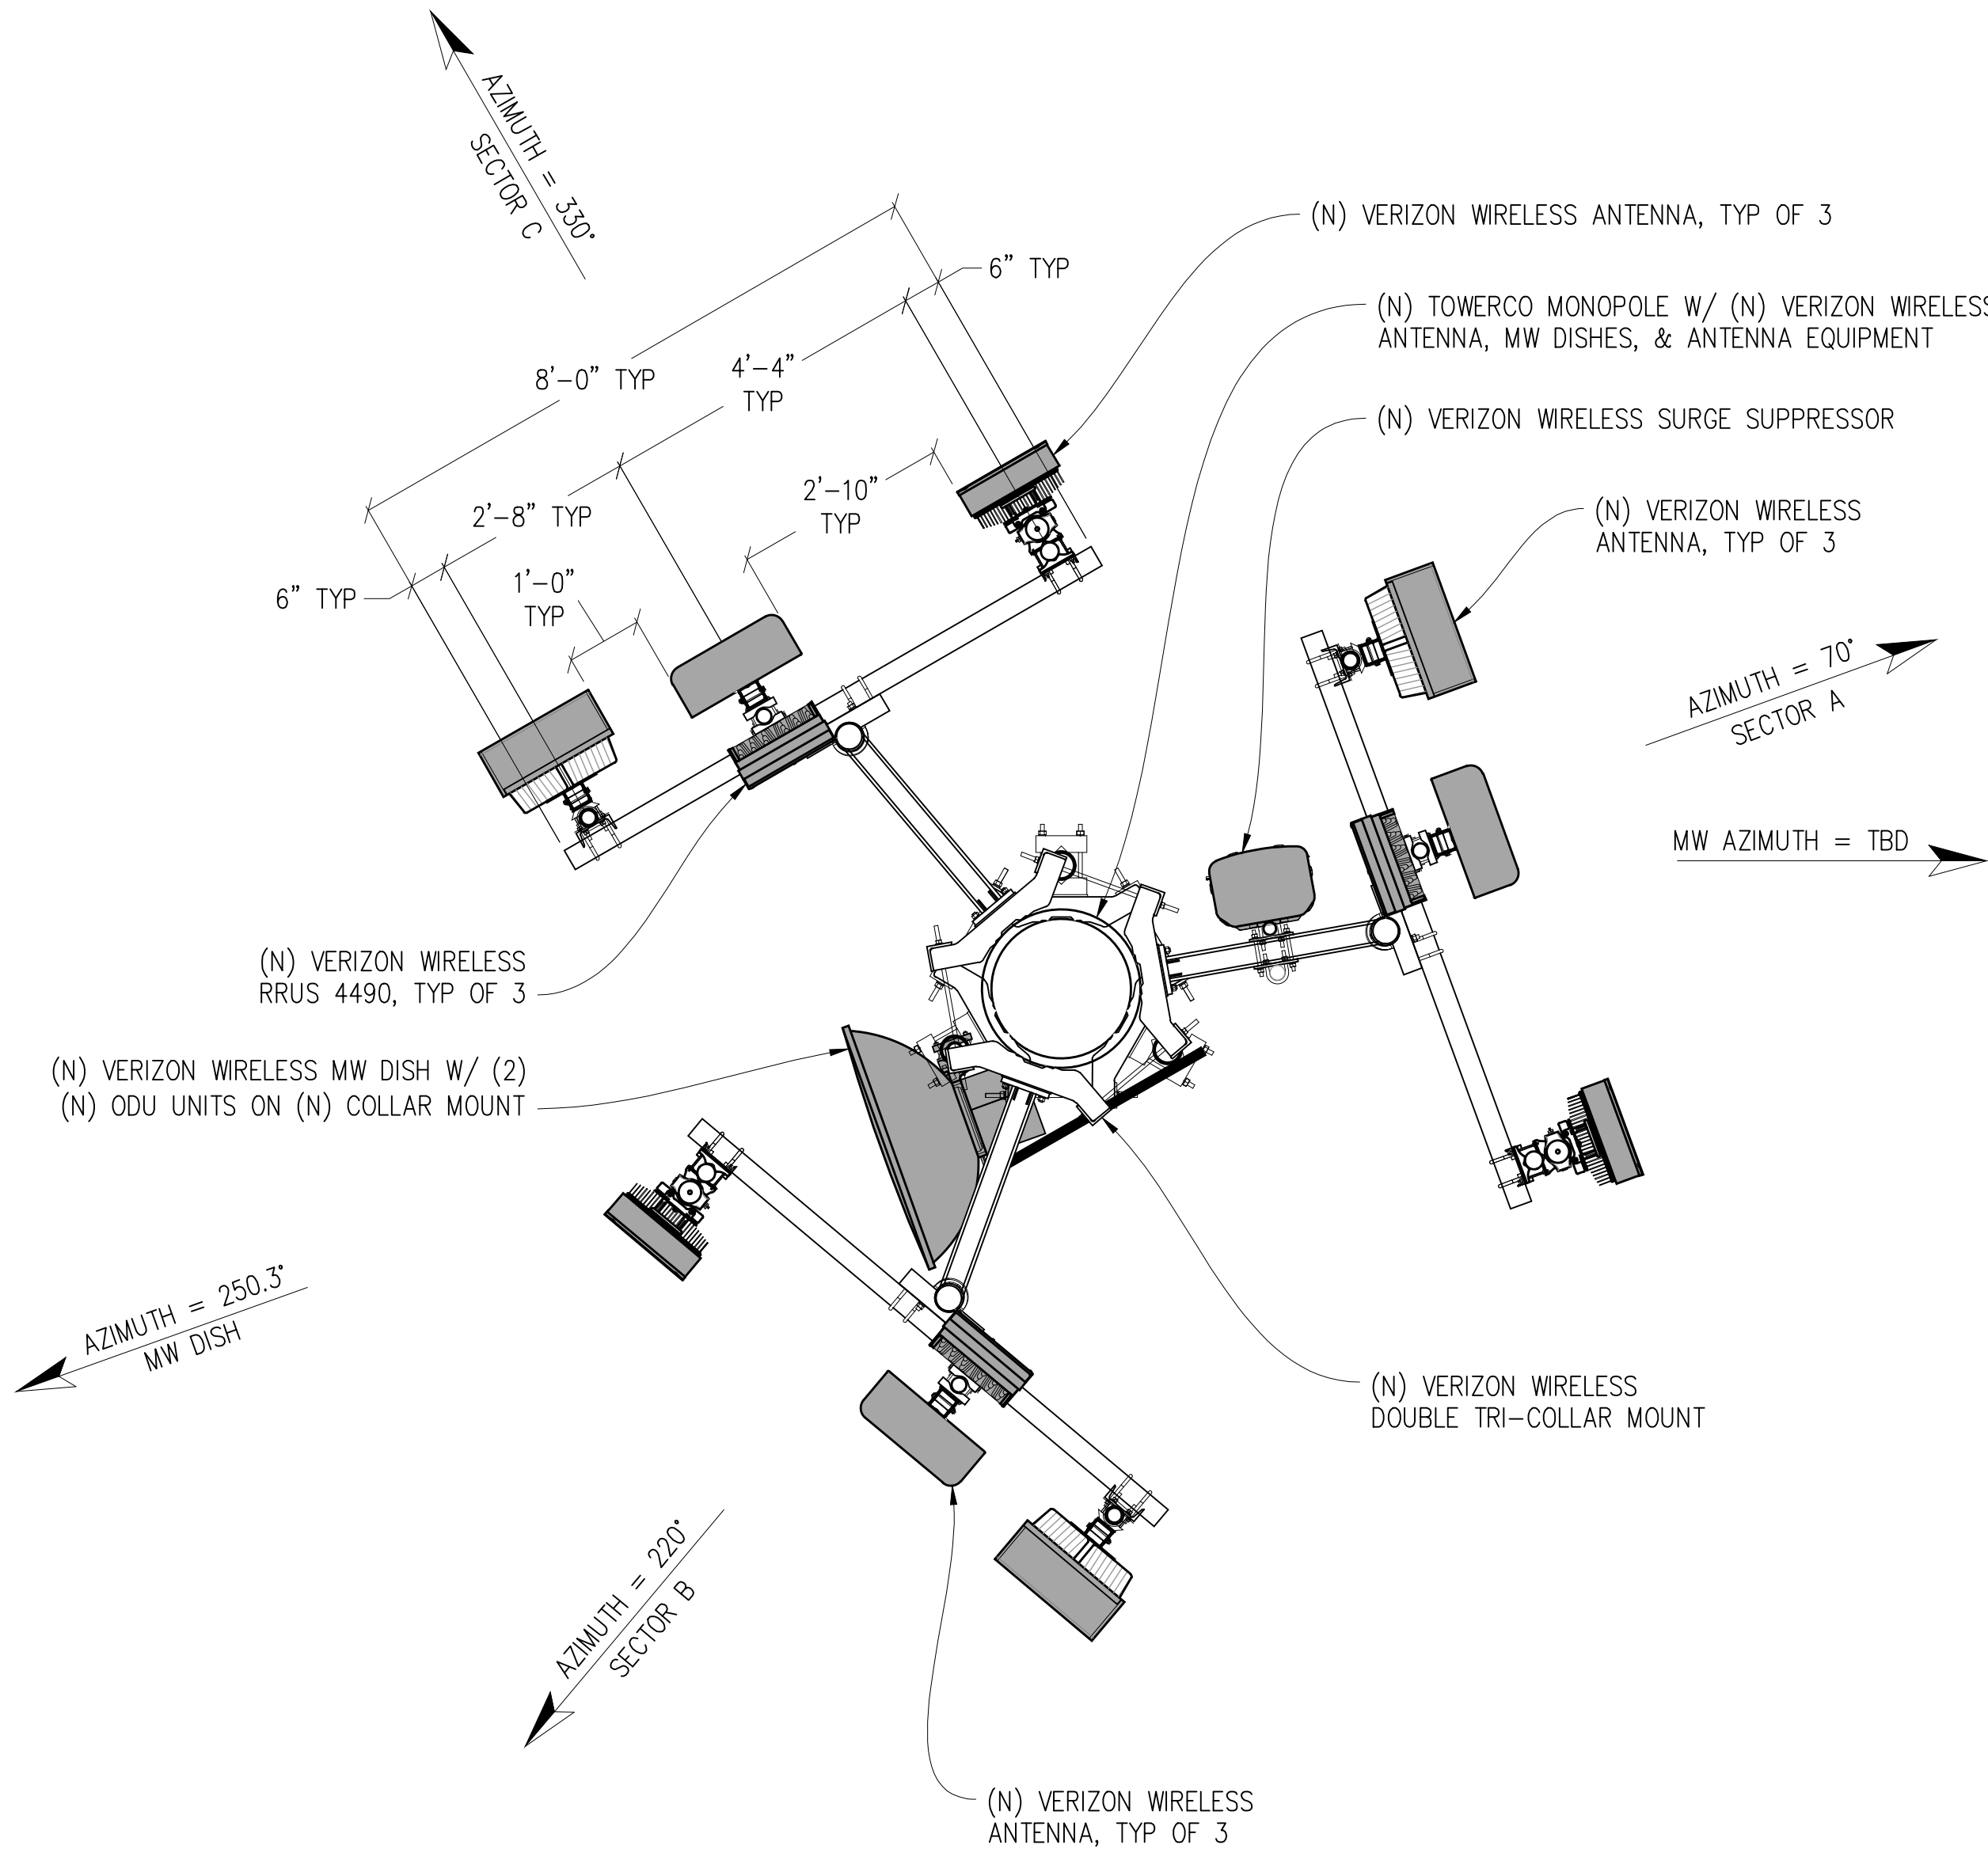 AZIMUTH = 330°
SECTOR C
(N) VERIZON WIRELESS ANTENNA, TYP OF 3
6" TYP
(N) TOWERCO MONOPOLE W/ (N) VERIZON WIRELESS
ANTENNA, MW DISHES, & ANTENNA EQUIPMENT
8'-0" TYP
4'-4"
TYP
(N) VERIZON WIRELESS SURGE SUPPRESSOR
2'-8" TYP
2'-10"
TYP
(N) VERIZON WIRELESS
ANTENNA, TYP OF 3
6" TYP
1'-0"
TYP
AZIMUTH = 70°
SECTOR A
MW AZIMUTH = TBD
(N) VERIZON WIRELESS
RRUS 4490, TYP OF 3
(N) VERIZON WIRELESS MW DISH W/ (2)
(N) ODU UNITS ON (N) COLLAR MOUNT
AZIMUTH = 250.3°
MW DISH
(N) VERIZON WIRELESS
DOUBLE TRI-COLLAR MOUNT
AZIMUTH = 220°
SECTOR B
(N) VERIZON WIRELESS
ANTENNA, TYP OF 3